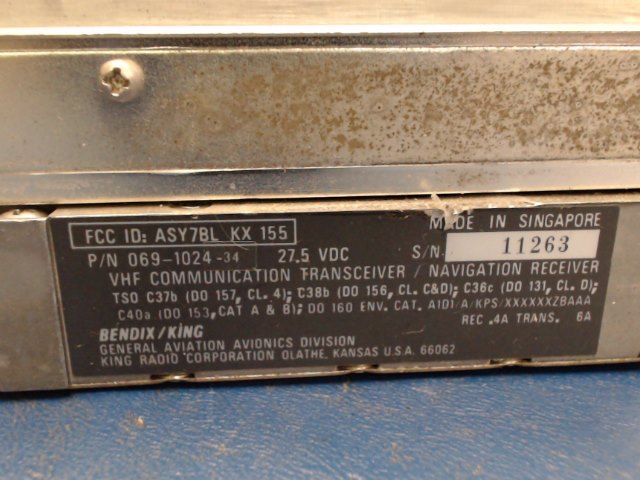 FCC ID: ASY7BL KX 155
MADE IN SINGAPORE
P/N 069-1024-34 27.5 VDC S/N 11263
VHF COMMUNICATION TRANSCEIVER / NAVIGATION RECEIVER
TSO C37b (DO 157, CL. 4); C38b (DO 156, CL. C&D); C36c (DO 131, CL. D);
C40a (DO 153, CAT A & B); DO 160 ENV. CAT. A1D1/A/KPS/XXXXXXZBAAA
REC .4A TRANS. 6A
BENDIX/KING
GENERAL AVIATION AVIONICS DIVISION
KING RADIO CORPORATION OLATHE, KANSAS U.S.A. 66062